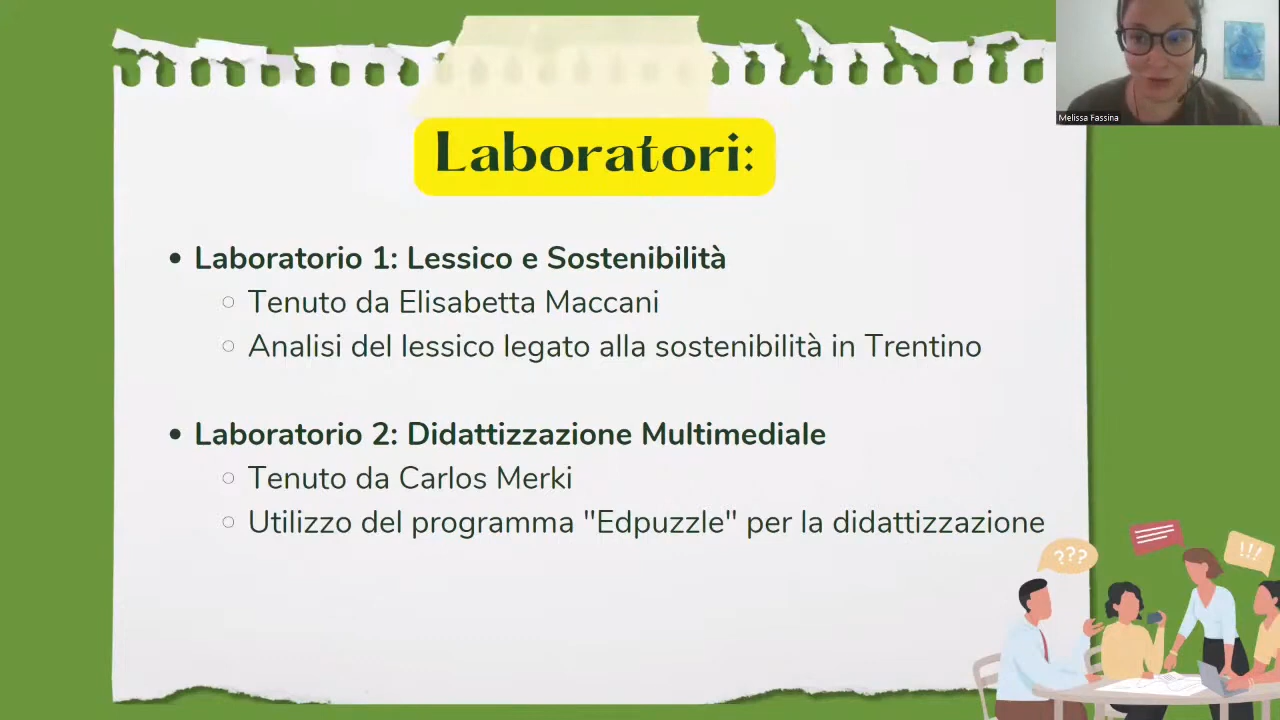 Melissa Fassina
Laboratori:
Laboratorio 1: Lessico e Sostenibilità
Tenuto da Elisabetta Maccani
Analisi del lessico legato alla sostenibilità in Trentino
Laboratorio 2: Didattizzazione Multimediale
Tenuto da Carlos Merki
Utilizzo del programma "Edpuzzle" per la didattizzazione
???
!!!